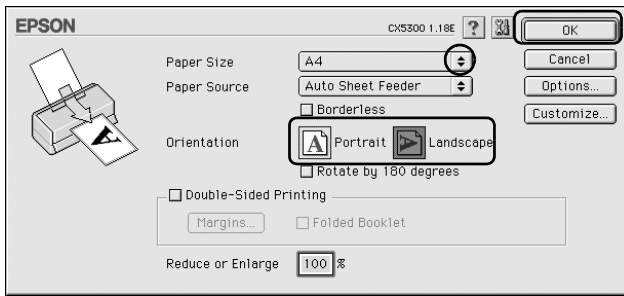 EPSON CX5300 1.18E ? OK
Paper Size A4 Cancel
Paper Source Auto Sheet Feeder Options...
Borderless Customize...
Orientation A Portrait A Landscape
Rotate by 180 degrees
Double-Sided Printing
Margins... Folded Booklet
Reduce or Enlarge 100 %
A